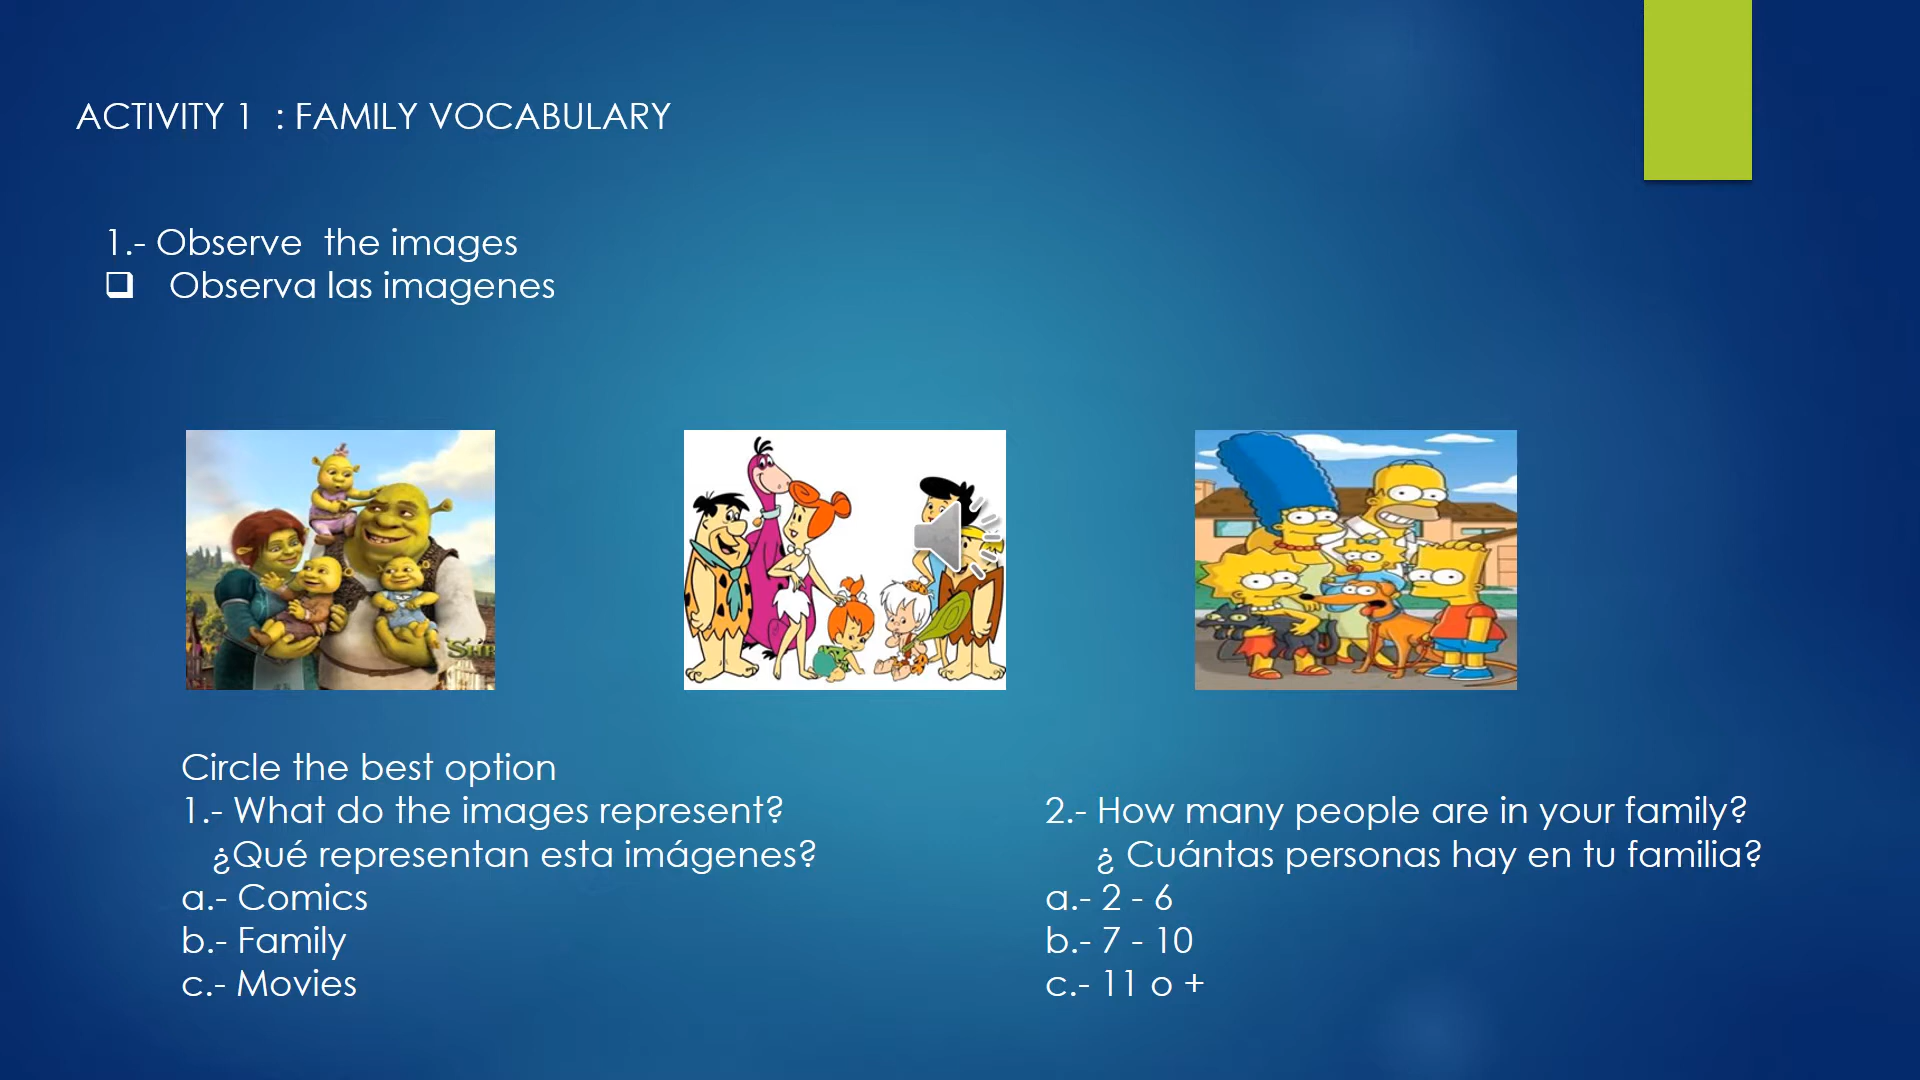 ACTIVITY 1  : FAMILY VOCABULARY
1.- Observe  the images
❑ Observa las imagenes
Circle the best option
1.- What do the images represent?
¿Qué representan esta imágenes?
a.- Comics
b.- Family
c.- Movies
2.- How many people are in your family?
¿ Cuántas personas hay en tu familia?
a.- 2 - 6
b.- 7 - 10
c.- 11 o +